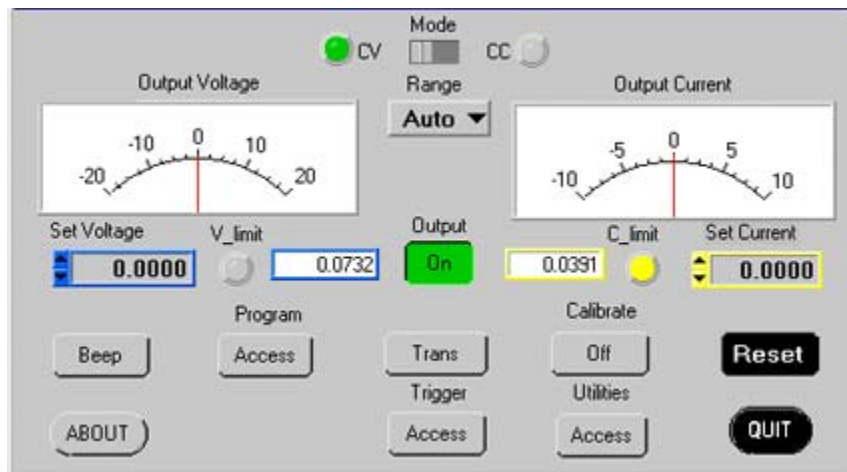 Mode
CV
CC
Output Voltage
Range
Output Current
Auto
-20 -10 0 10 20
-10 -5 0 5 10
Set Voltage
V_limit
Output
C_limit
Set Current
0.0000
0.0732
On
0.0391
0.0000
Program
Calibrate
Beep
Access
Trans
Off
Reset
Trigger
Utilities
ABOUT
Access
Access
QUIT